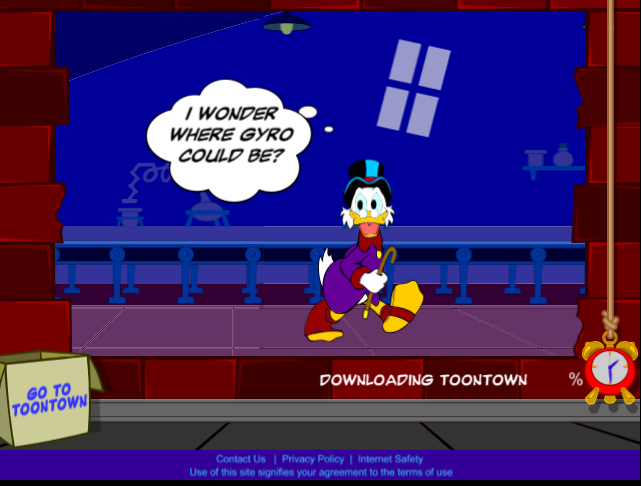 I WONDER
WHERE GYRO
COULD BE?
DOWNLOADING TOONTOWN %
GO TO
TOONTOWN
Contact Us | Privacy Policy | Internet Safety
Use of this site signifies your agreement to the terms of use